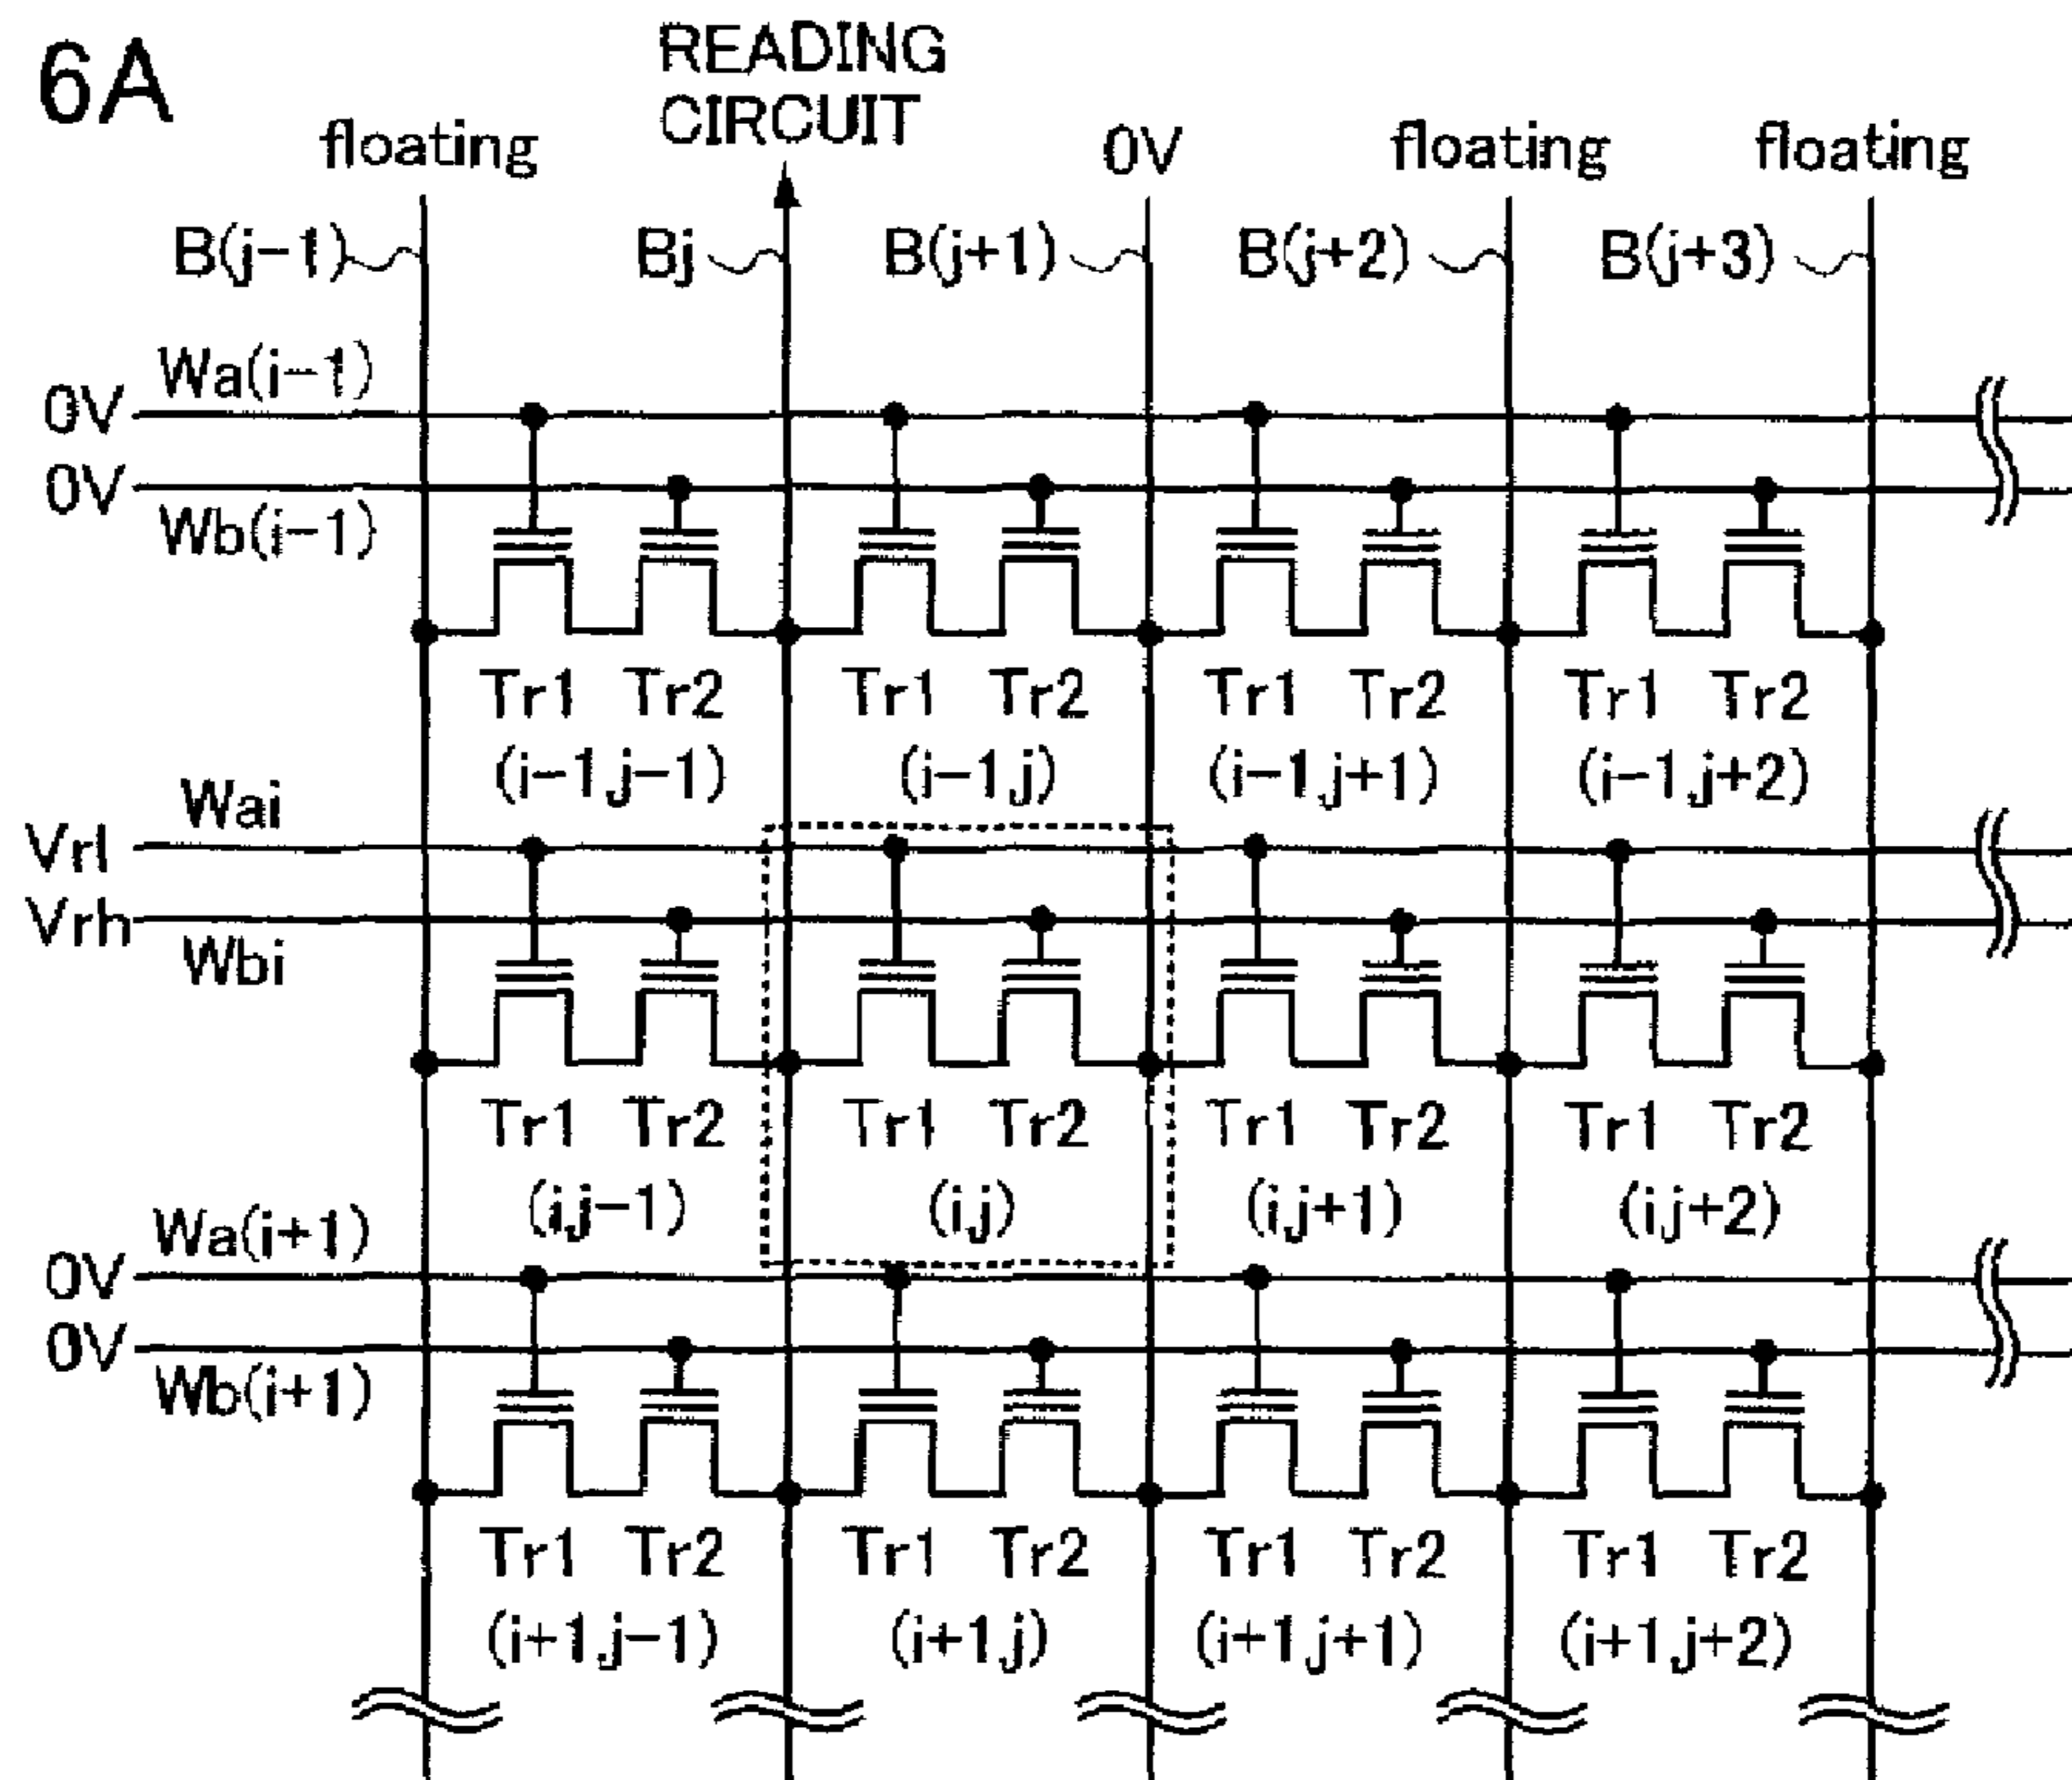 6A
READING
CIRCUIT
floating 0V floating floating
B(j-1) Bj B(j+1) B(j+2) B(j+3)
Wa(i-1)
0V
0V
Wb(i-1)
Tr1 Tr2 Tr1 Tr2 Tr1 Tr2 Tr1 Tr2
(i-1,j-1) (i-1,j) (i-1,j+1) (i-1,j+2)
Wai
Vrl
Vrh
Wbi
Tr1 Tr2 Tr1 Tr2 Tr1 Tr2 Tr1 Tr2
(i,j-1) (i,j) (i,j+1) (i,j+2)
Wa(i+1)
0V
0V
Wb(i+1)
Tr1 Tr2 Tr1 Tr2 Tr1 Tr2 Tr1 Tr2
(i+1,j-1) (i+1,j) (i+1,j+1) (i+1,j+2)